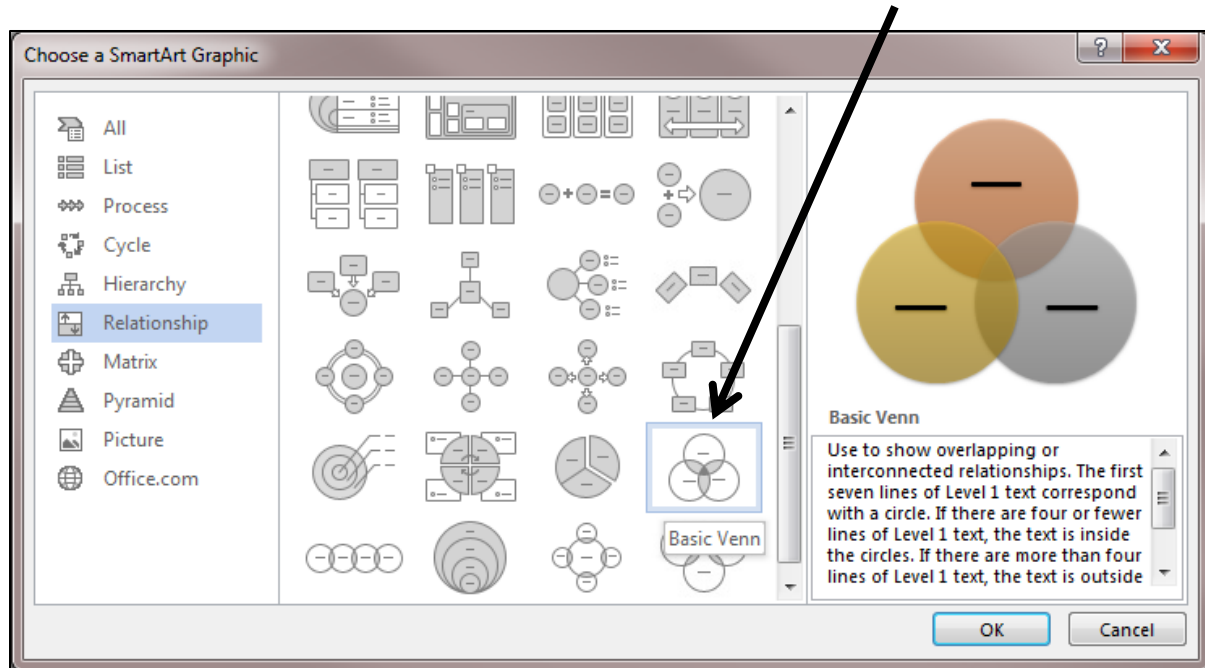 Choose a SmartArt Graphic
All
List
Process
Cycle
Hierarchy
Relationship
Matrix
Pyramid
Picture
Office.com
Basic Venn
Basic Venn
Use to show overlapping or
interconnected relationships. The first
seven lines of Level 1 text correspond
with a circle. If there are four or fewer
lines of Level 1 text, the text is inside
the circles. If there are more than four
lines of Level 1 text, the text is outside
OK
Cancel